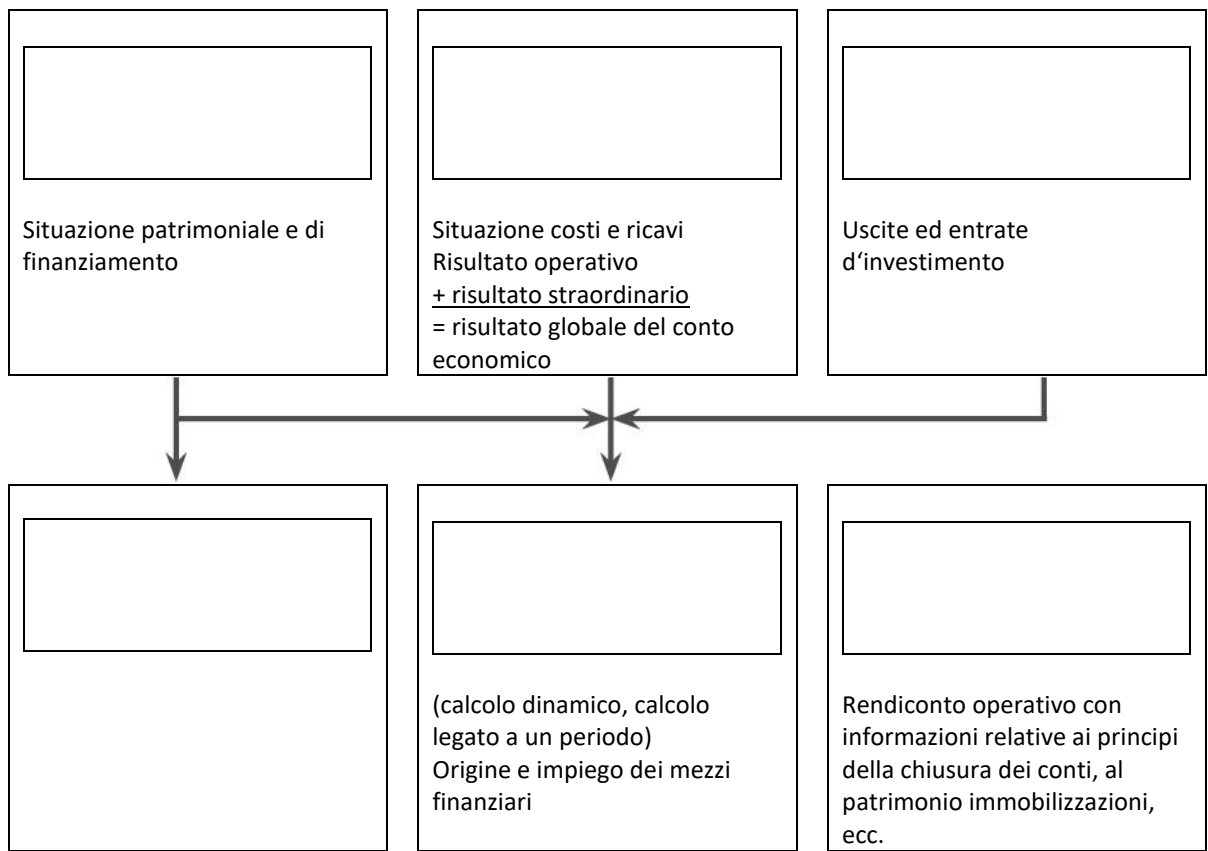 Situazione patrimoniale e di
finanziamento
Situazione costi e ricavi
Risultato operativo
+ risultato straordinario
= risultato globale del conto
economico
Uscite ed entrate
d‘investimento
(calcolo dinamico, calcolo
legato a un periodo)
Origine e impiego dei mezzi
finanziari
Rendiconto operativo con
informazioni relative ai principi
della chiusura dei conti, al
patrimonio immobilizzazioni,
ecc.